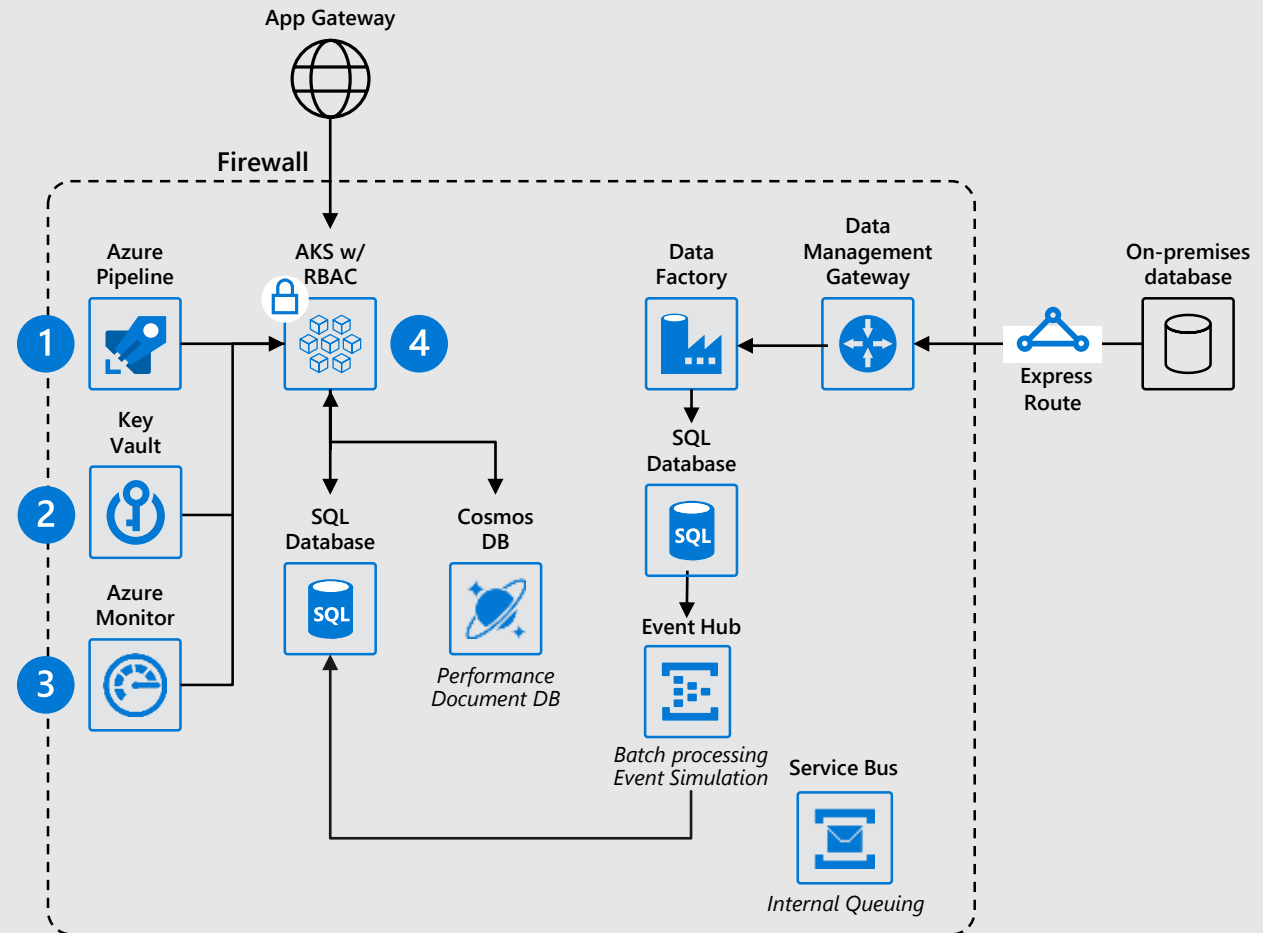 App Gateway
Firewall
Azure
Pipeline
AKS w/
RBAC
Data
Factory
Data
Management
Gateway
On-premises
database
1
4
Express
Route
Key
Vault
2
SQL
Database
Cosmos
DB
SQL
Database
SQL
SQL
Azure
Monitor
3
Performance
Document DB
Event Hub
Batch processing
Event Simulation
Service Bus
Internal Queuing